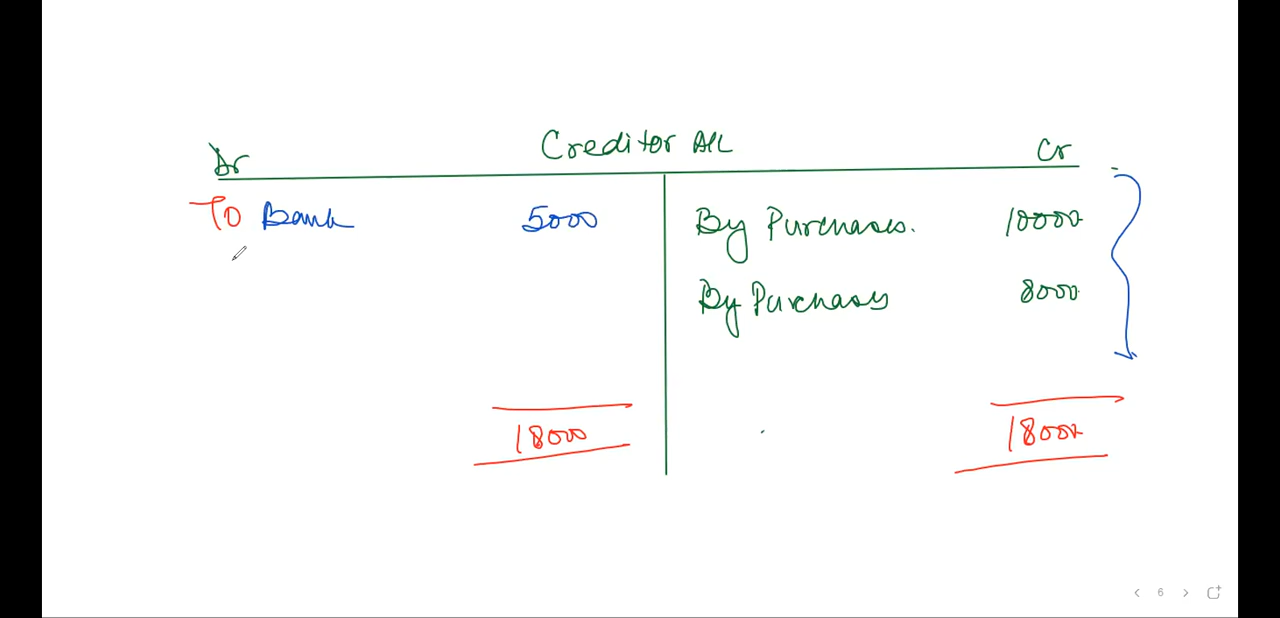 Dr Creditor A/c Cr
To Bank 5000 By Purchases. 10000
By Purchases 8000
18000 18000
6